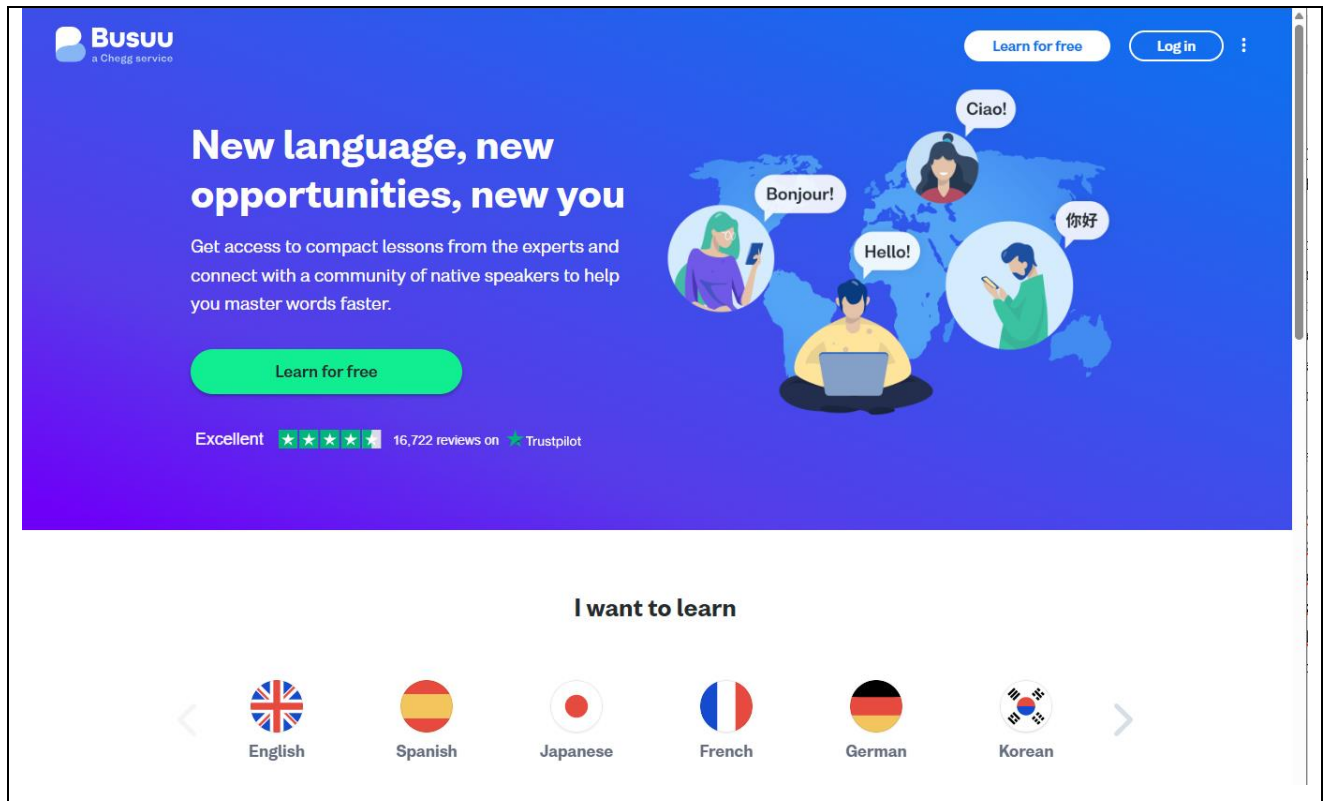 Busuu
a Chegg service
Learn for free
Log in
New language, new
opportunities, new you
Get access to compact lessons from the experts and
connect with a community of native speakers to help
you master words faster.
Learn for free
Excellent 16,722 reviews on Trustpilot
Ciao!
Bonjour!
你好
Hello!
I want to learn
English Spanish Japanese French German Korean